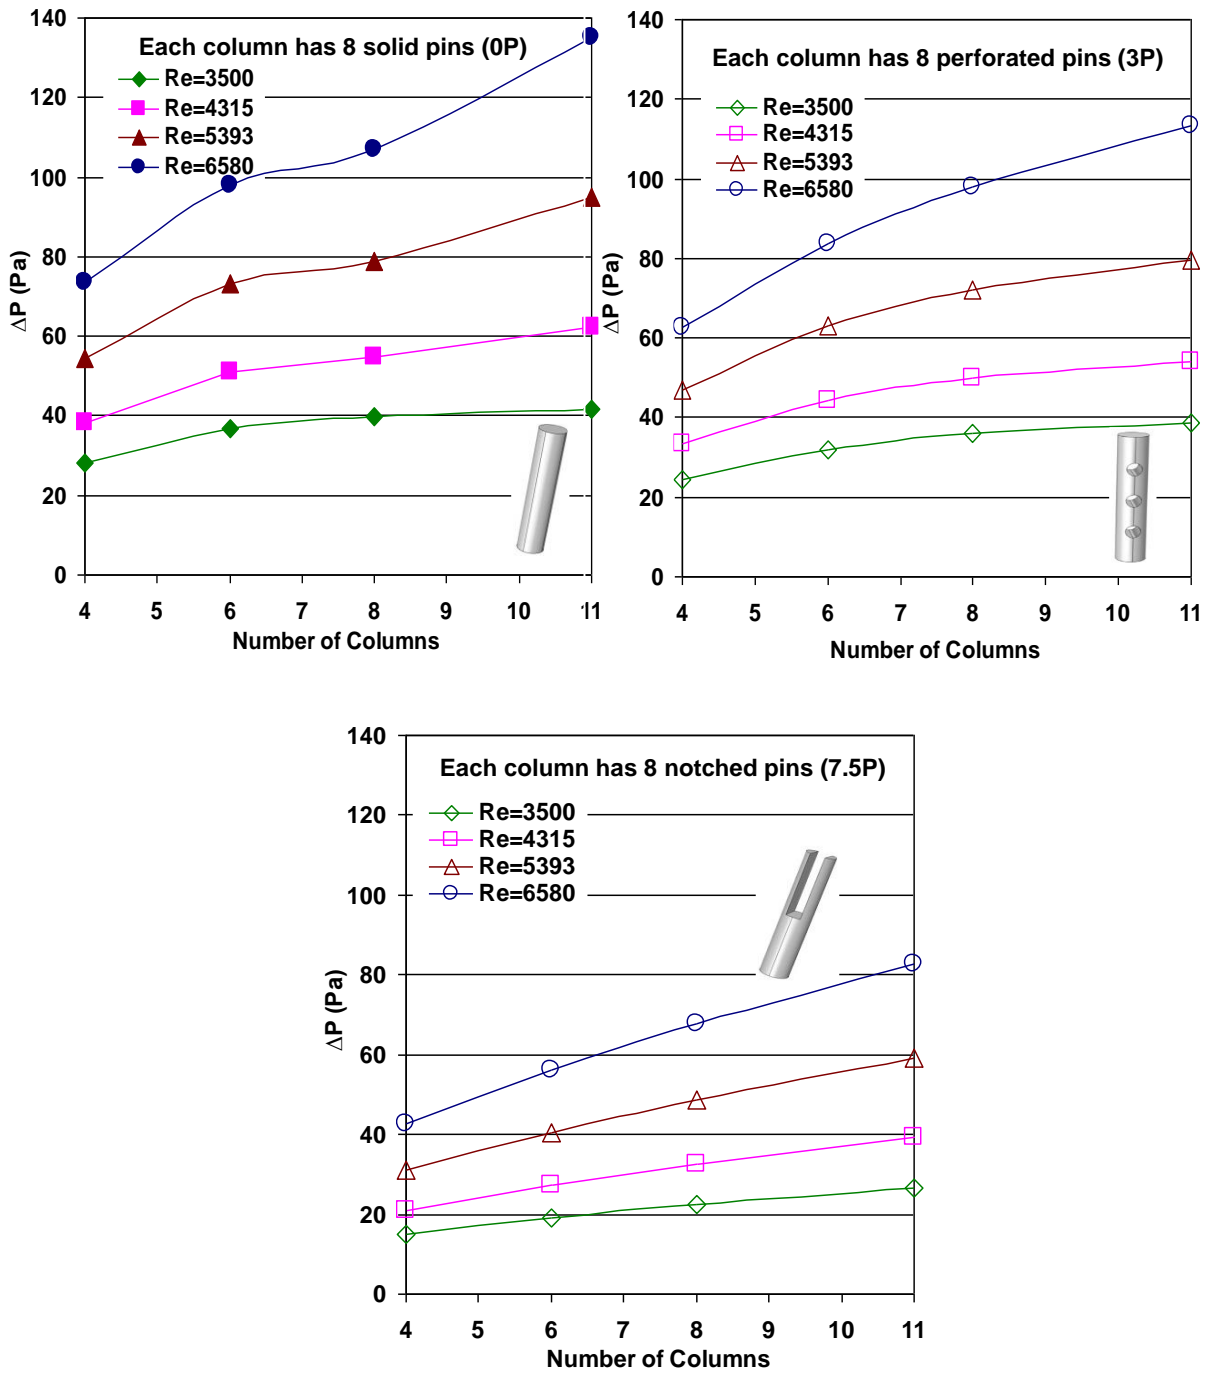 Each column has 8 solid pins (0P)
Re=3500
Re=4315
Re=5393
Re=6580
ΔP (Pa)
140
120
100
80
60
40
20
0
4 5 6 7 8 9 10 11
Number of Columns
Each column has 8 perforated pins (3P)
Re=3500
Re=4315
Re=5393
Re=6580
ΔP (Pa)
140
120
100
80
60
40
20
0
4 5 6 7 8 9 10 11
Number of Columns
Each column has 8 notched pins (7.5P)
Re=3500
Re=4315
Re=5393
Re=6580
ΔP (Pa)
140
120
100
80
60
40
20
0
4 5 6 7 8 9 10 11
Number of Columns